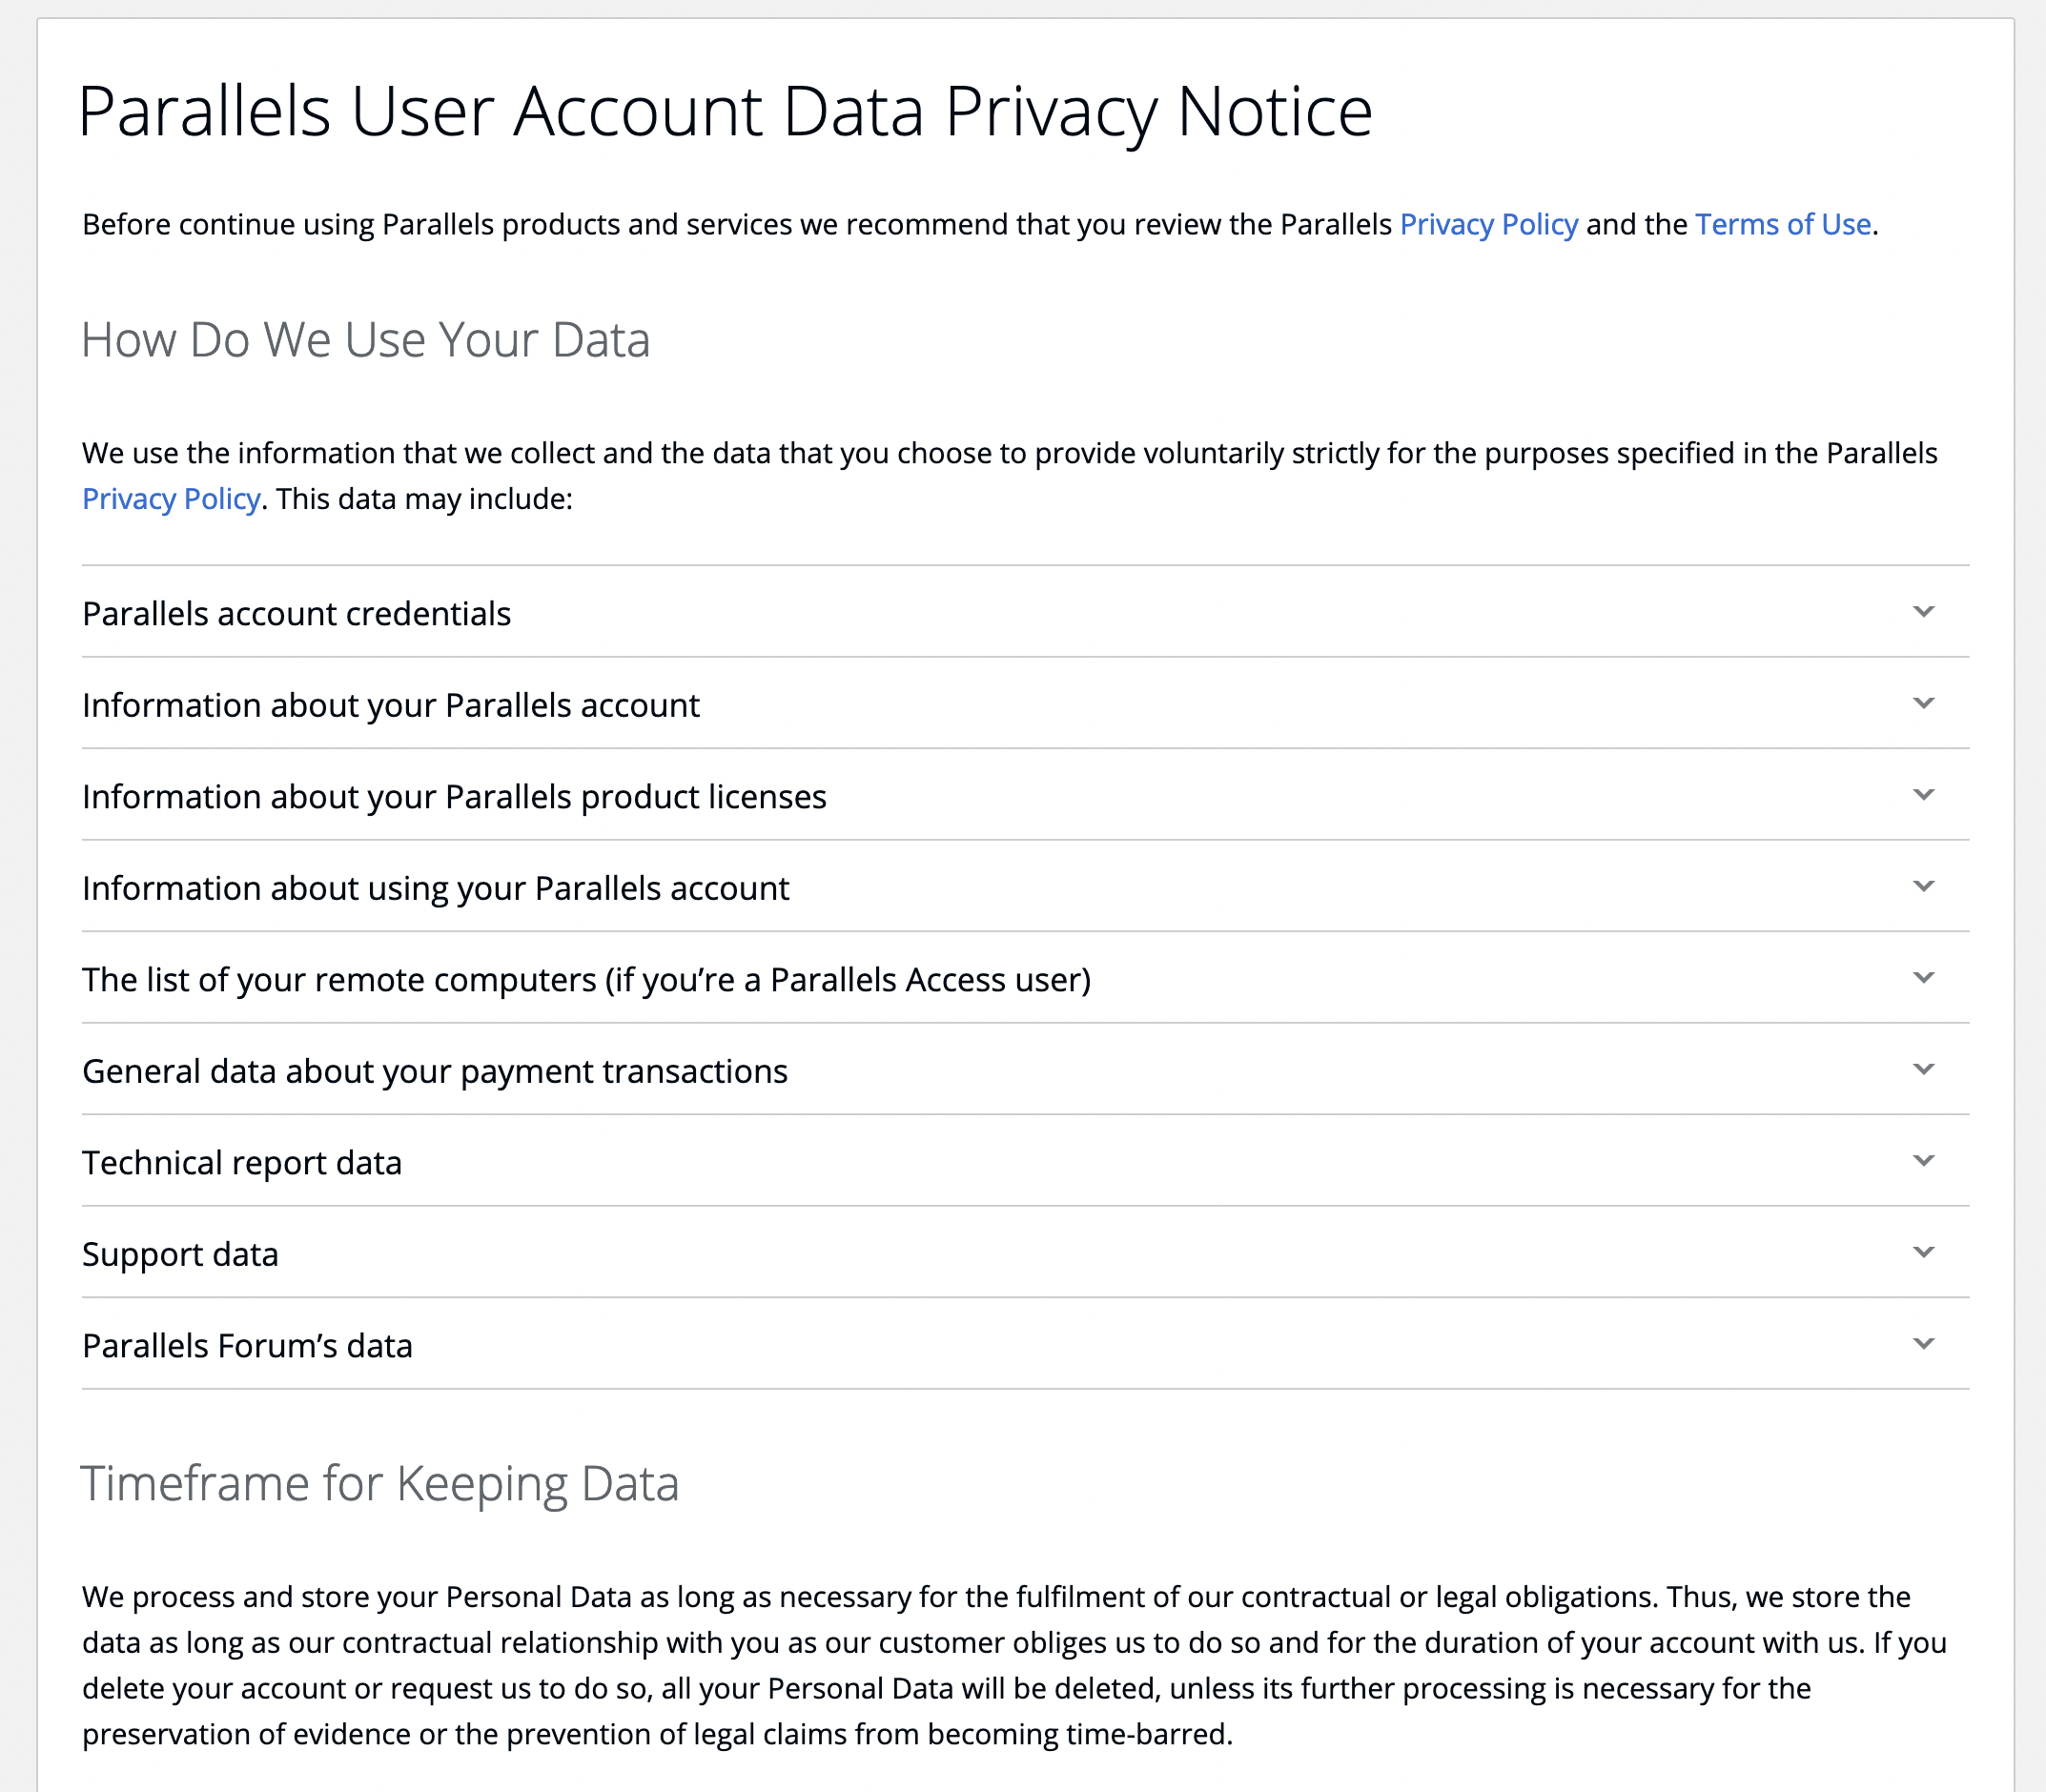 Parallels User Account Data Privacy Notice
Before continue using Parallels products and services we recommend that you review the Parallels Privacy Policy and the Terms of Use.
How Do We Use Your Data
We use the information that we collect and the data that you choose to provide voluntarily strictly for the purposes specified in the Parallels
Privacy Policy. This data may include:
Parallels account credentials
Information about your Parallels account
Information about your Parallels product licenses
Information about using your Parallels account
The list of your remote computers (if you’re a Parallels Access user)
General data about your payment transactions
Technical report data
Support data
Parallels Forum’s data
Timeframe for Keeping Data
We process and store your Personal Data as long as necessary for the fulfilment of our contractual or legal obligations. Thus, we store the
data as long as our contractual relationship with you as our customer obliges us to do so and for the duration of your account with us. If you
delete your account or request us to do so, all your Personal Data will be deleted, unless its further processing is necessary for the
preservation of evidence or the prevention of legal claims from becoming time-barred.